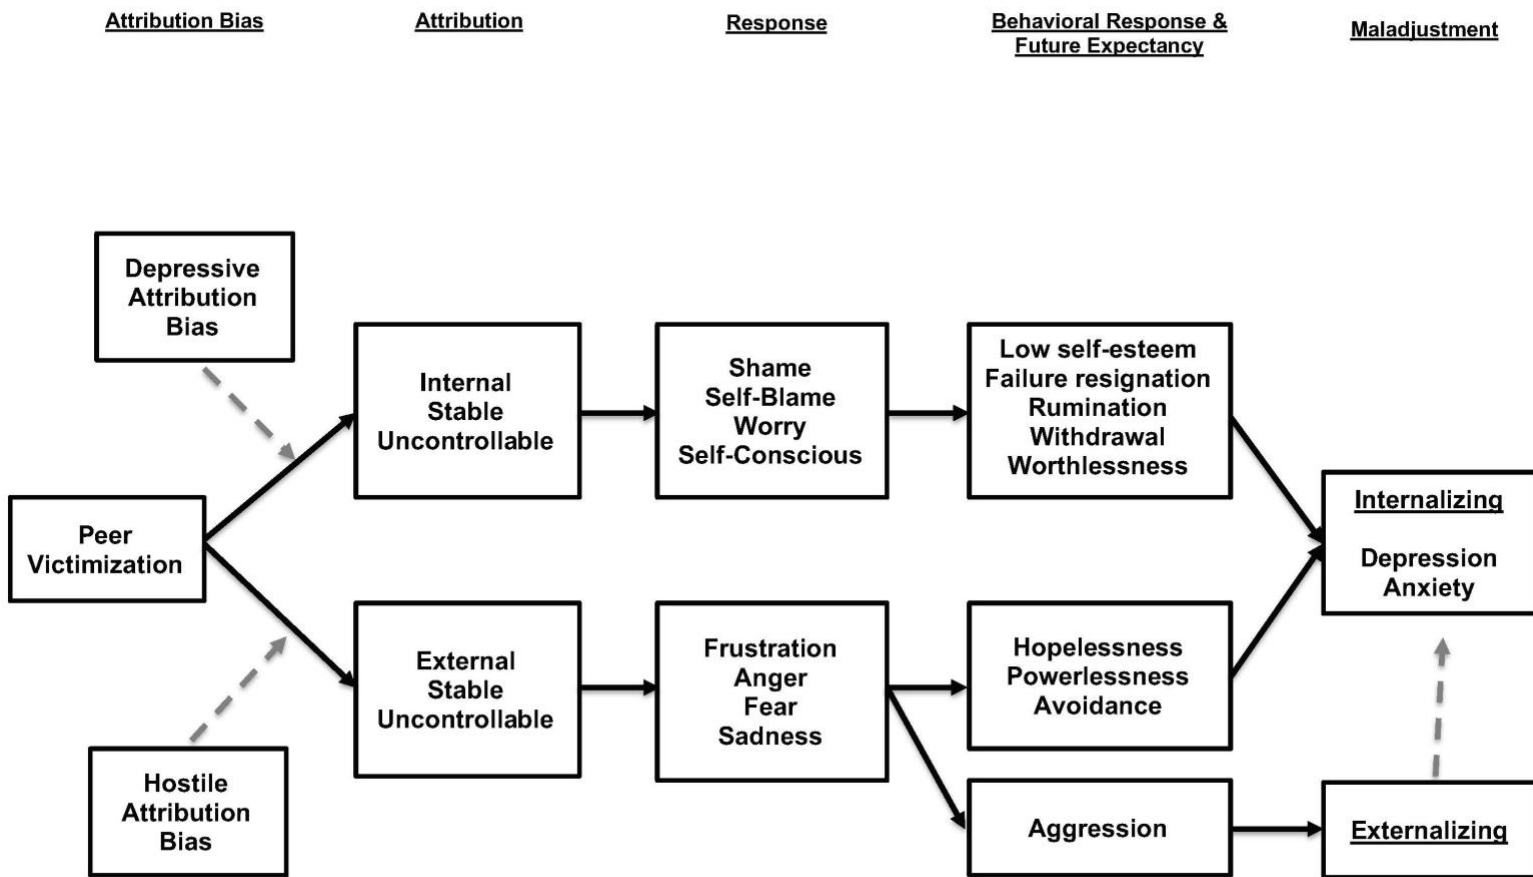 Attribution Bias
Attribution
Response
Behavioral Response &
Future Expectancy
Maladjustment
Depressive
Attribution
Bias
Internal
Stable
Uncontrollable
Shame
Self-Blame
Worry
Self-Conscious
Low self-esteem
Failure resignation
Rumination
Withdrawal
Worthlessness
Peer
Victimization
Internalizing
Depression
Anxiety
External
Stable
Uncontrollable
Frustration
Anger
Fear
Sadness
Hopelessness
Powerlessness
Avoidance
Hostile
Attribution
Bias
Aggression
Externalizing